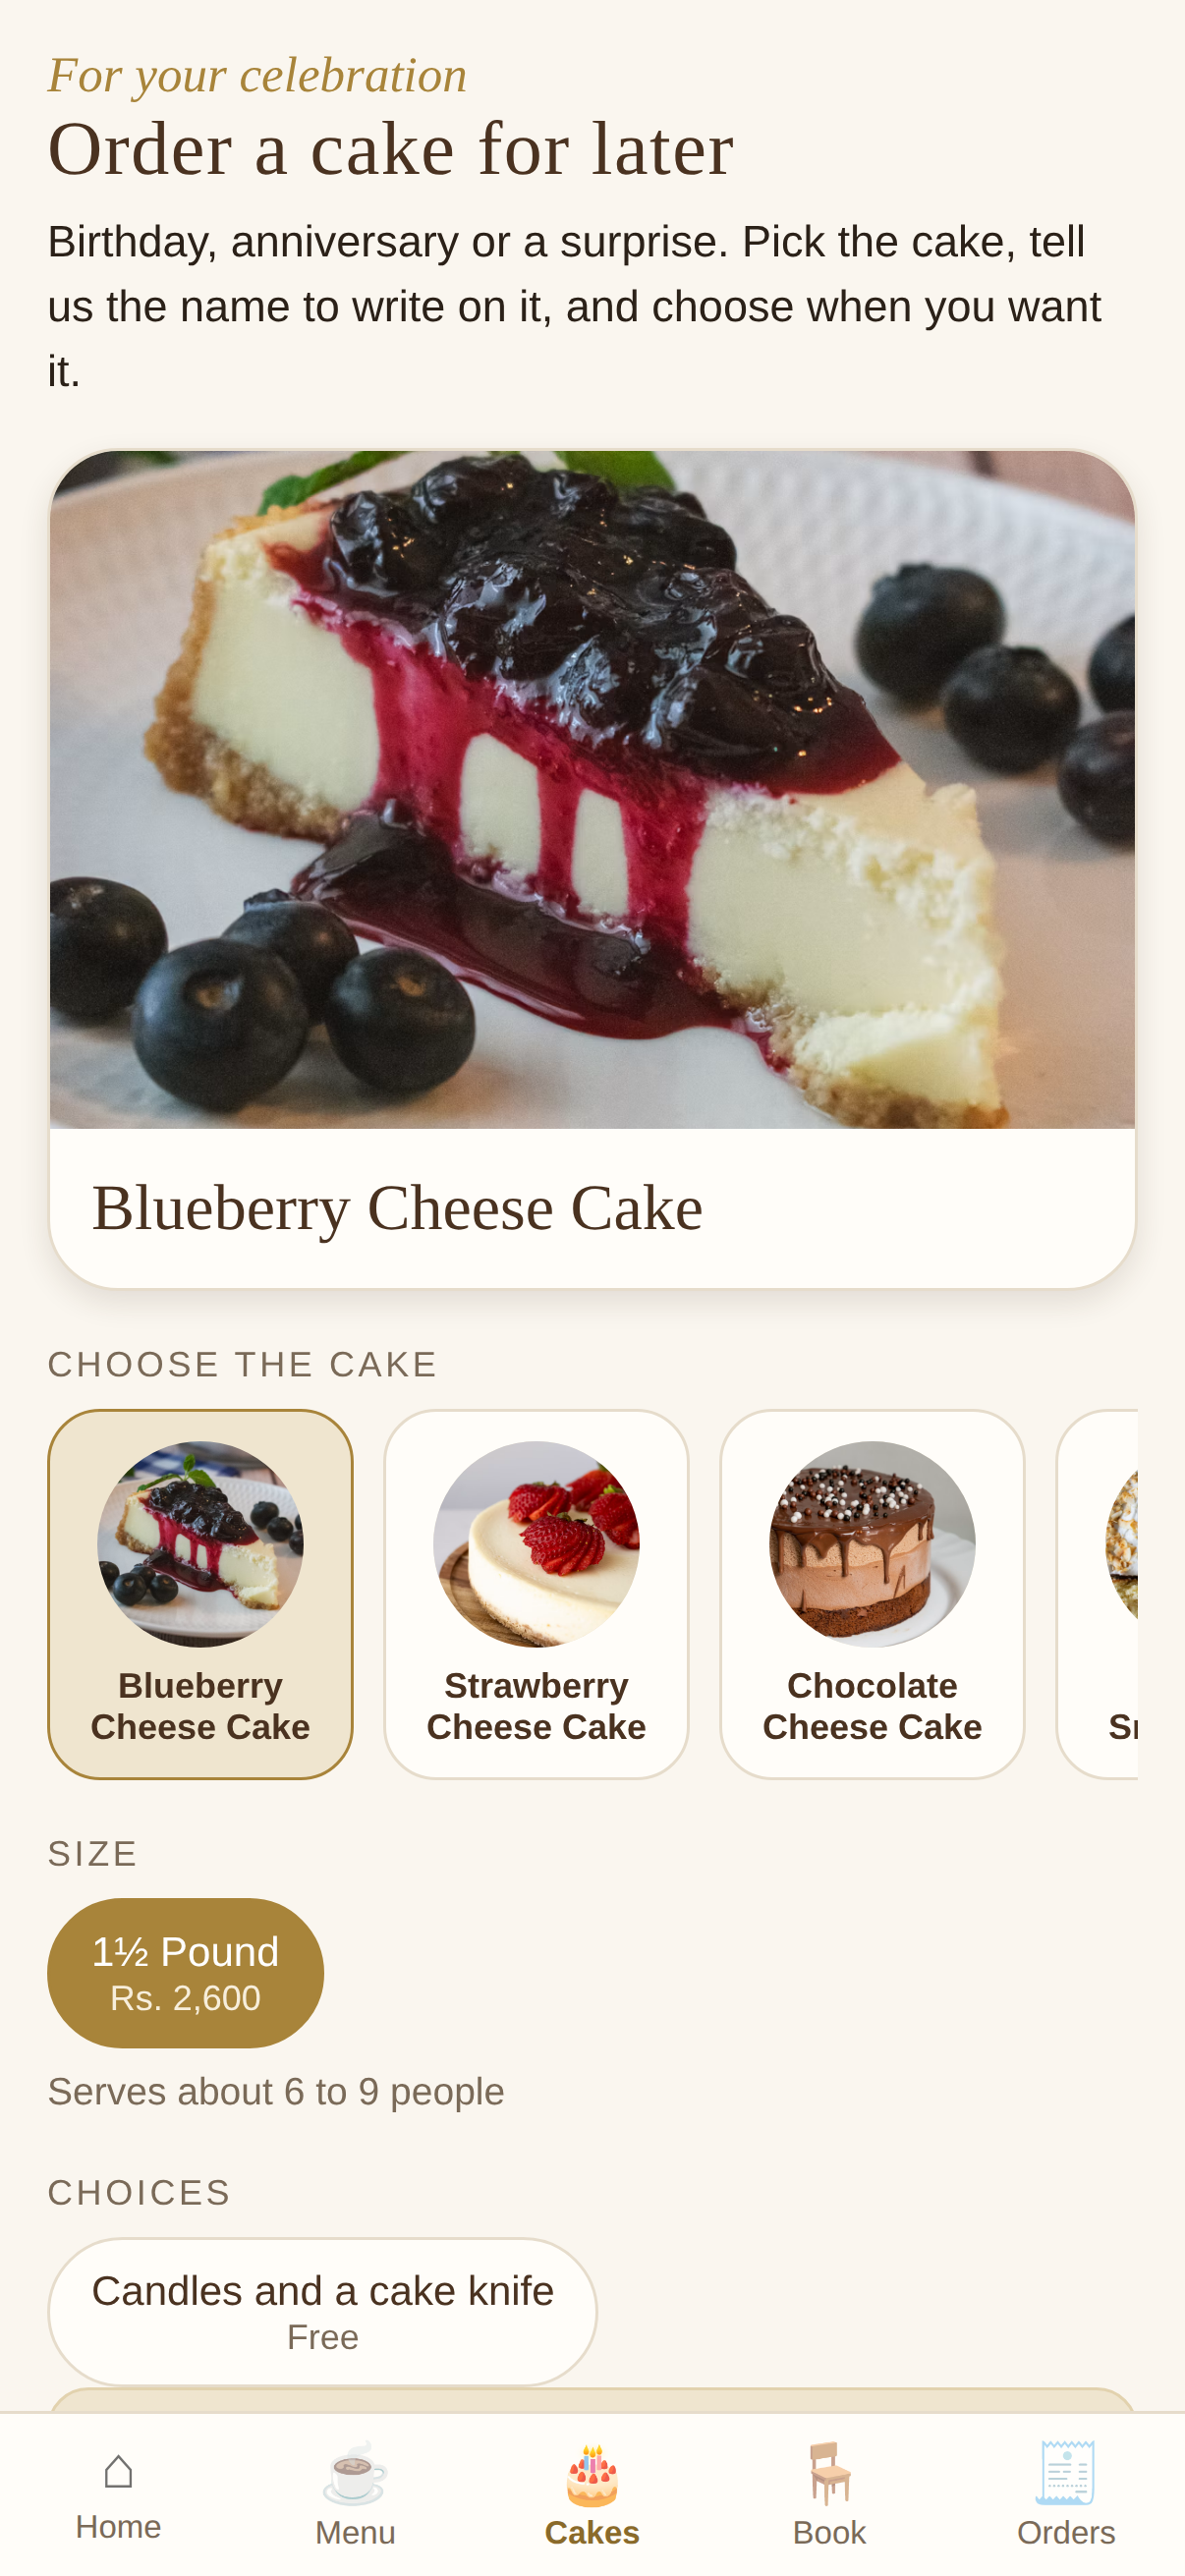 For your celebration
Order a cake for later
Birthday, anniversary or a surprise. Pick the cake, tell
us the name to write on it, and choose when you want
it.
Blueberry Cheese Cake
CHOOSE THE CAKE
Blueberry
Cheese Cake
Strawberry
Cheese Cake
Chocolate
Cheese Cake
SIZE
1½ Pound
Rs. 2,600
Serves about 6 to 9 people
CHOICES
Candles and a cake knife
Free
Home
Menu
Cakes
Book
Orders